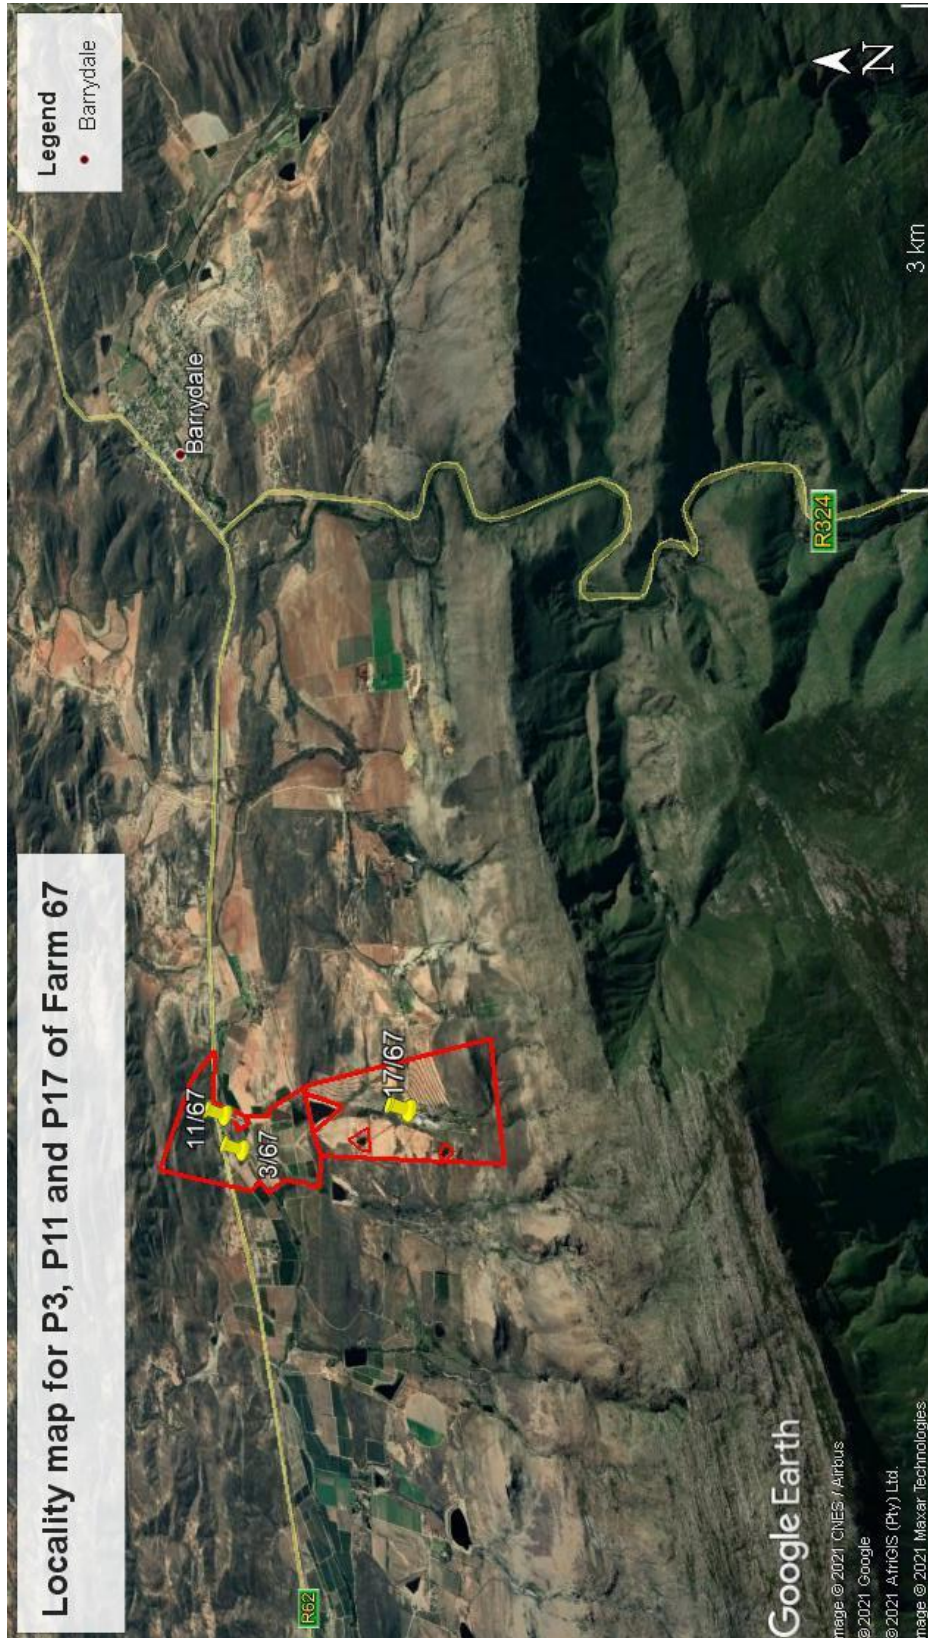 Locality map for P3, P11 and P17 of Farm 67
Legend
Barrydale
Barrydale
11/67
3/67
17/67
R62
R324
Google Earth
Image © 2021 CNES / Airbus
© 2021 Google
© 2021 AfriGIS (Pty) Ltd.
Image © 2021 Maxar Technologies
N
3 km